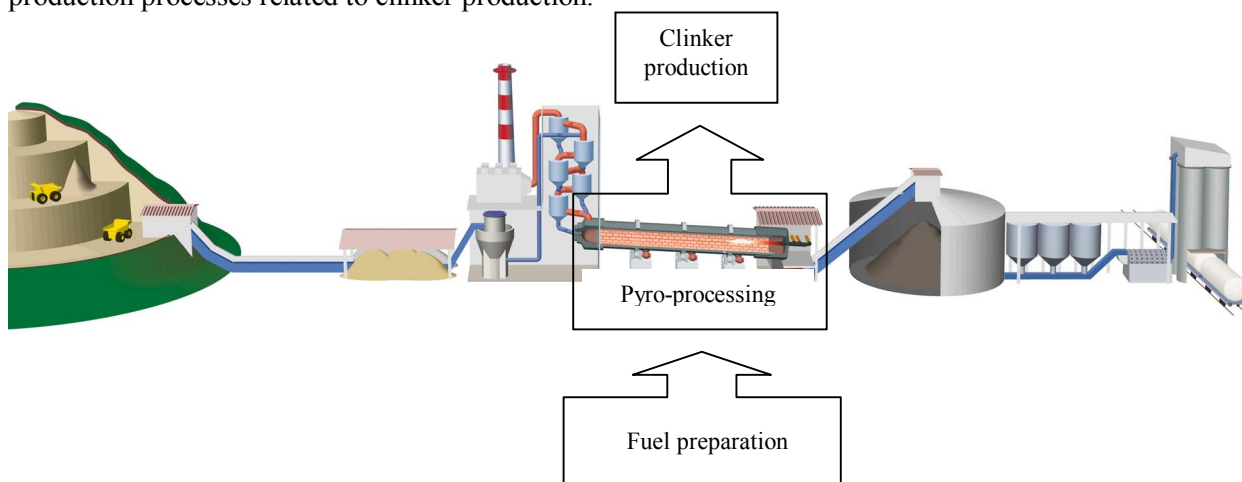 production processes related to clinker production.
Clinker
production
Pyro-processing
Fuel preparation